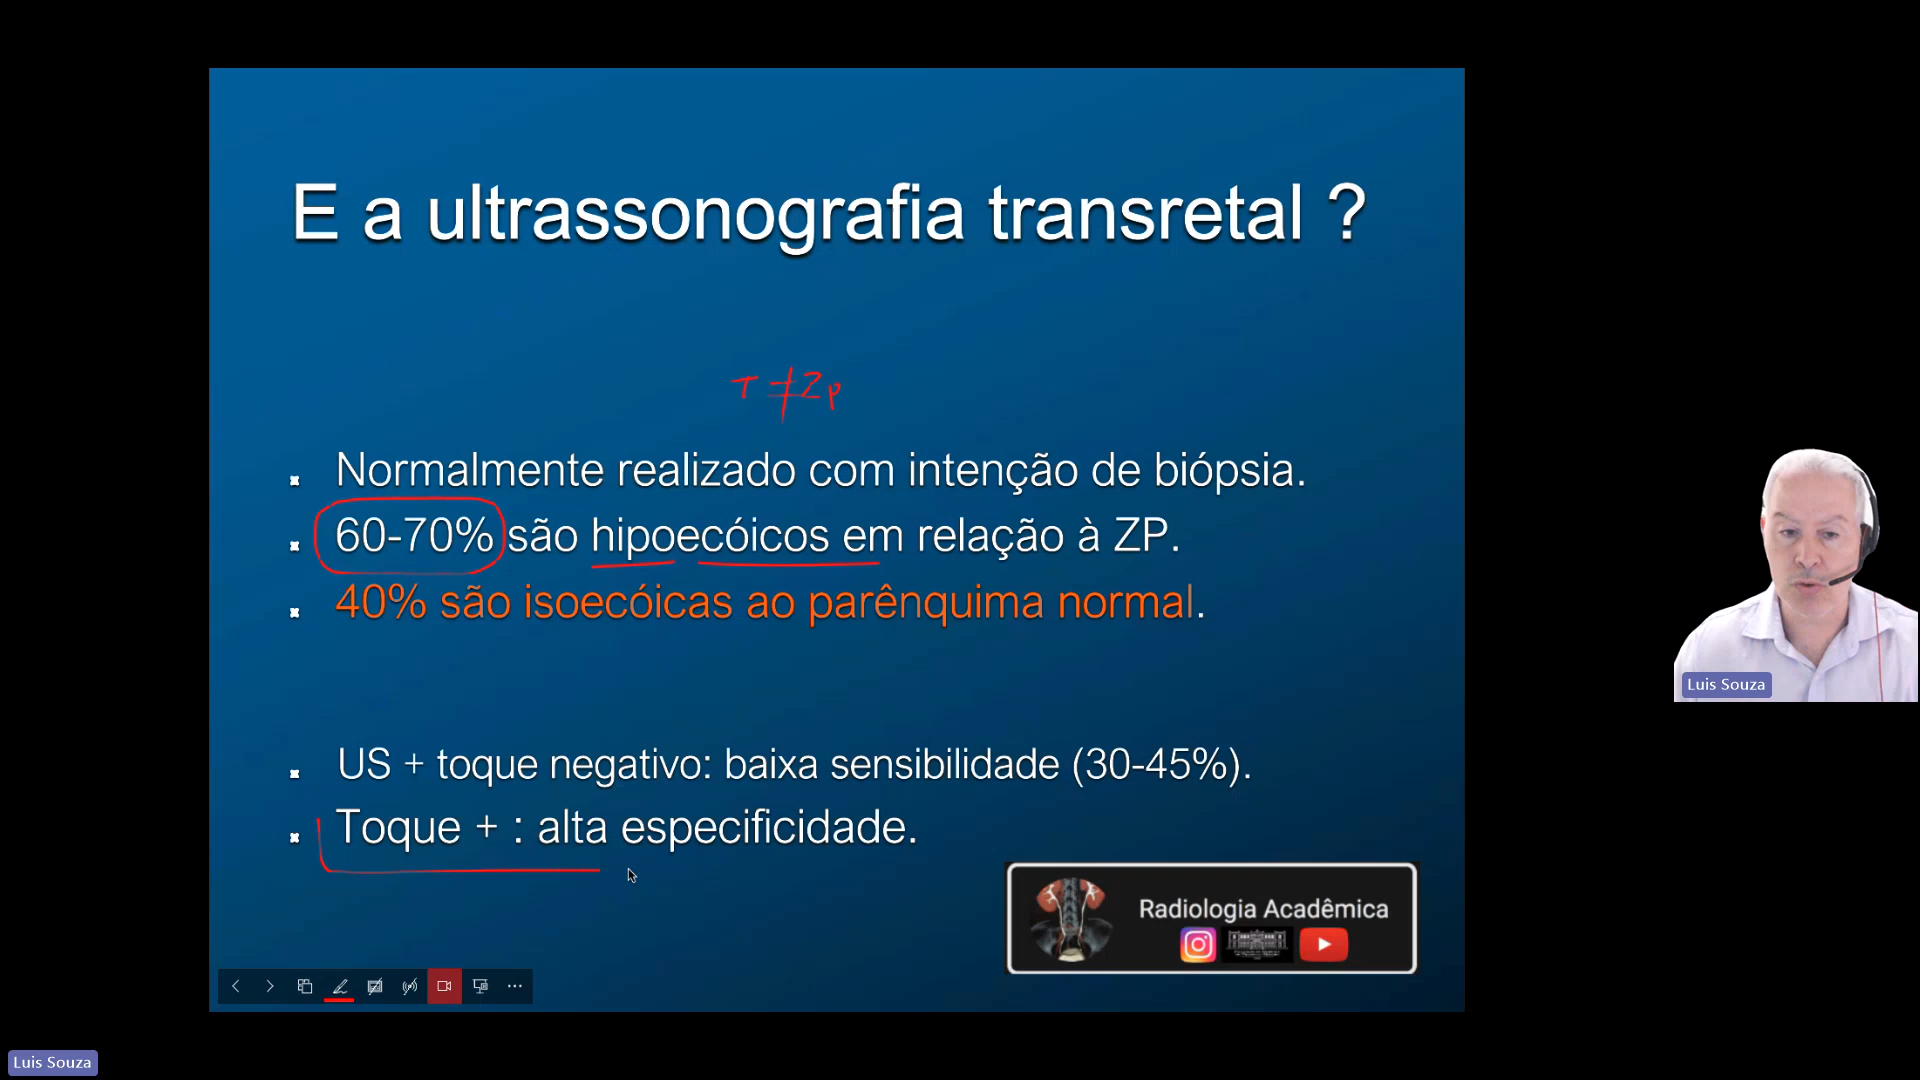 E a ultrassonografia transretal ?
T ≠ Zp
Normalmente realizado com intenção de biópsia.
60-70% são hipoecóicos em relação à ZP.
40% são isoecóicas ao parênquima normal.
US + toque negativo: baixa sensibilidade (30-45%).
Toque + : alta especificidade.
Radiologia Acadêmica
Luis Souza
Luis Souza